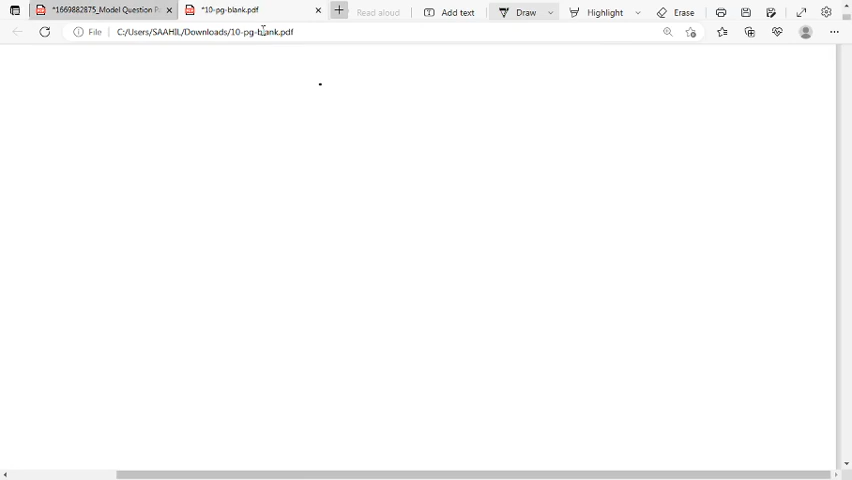 *1669882875_Model Question P
*10-pg-blank.pdf
Read aloud
Add text
Draw
Highlight
Erase
File
C:/Users/SAAHIL/Downloads/10-pg-blank.pdf